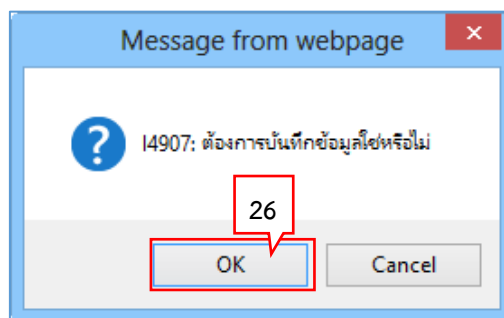 Message from webpage
I4907: ต้องการบันทึกข้อมูลใช่หรือไม่
26
OK
Cancel